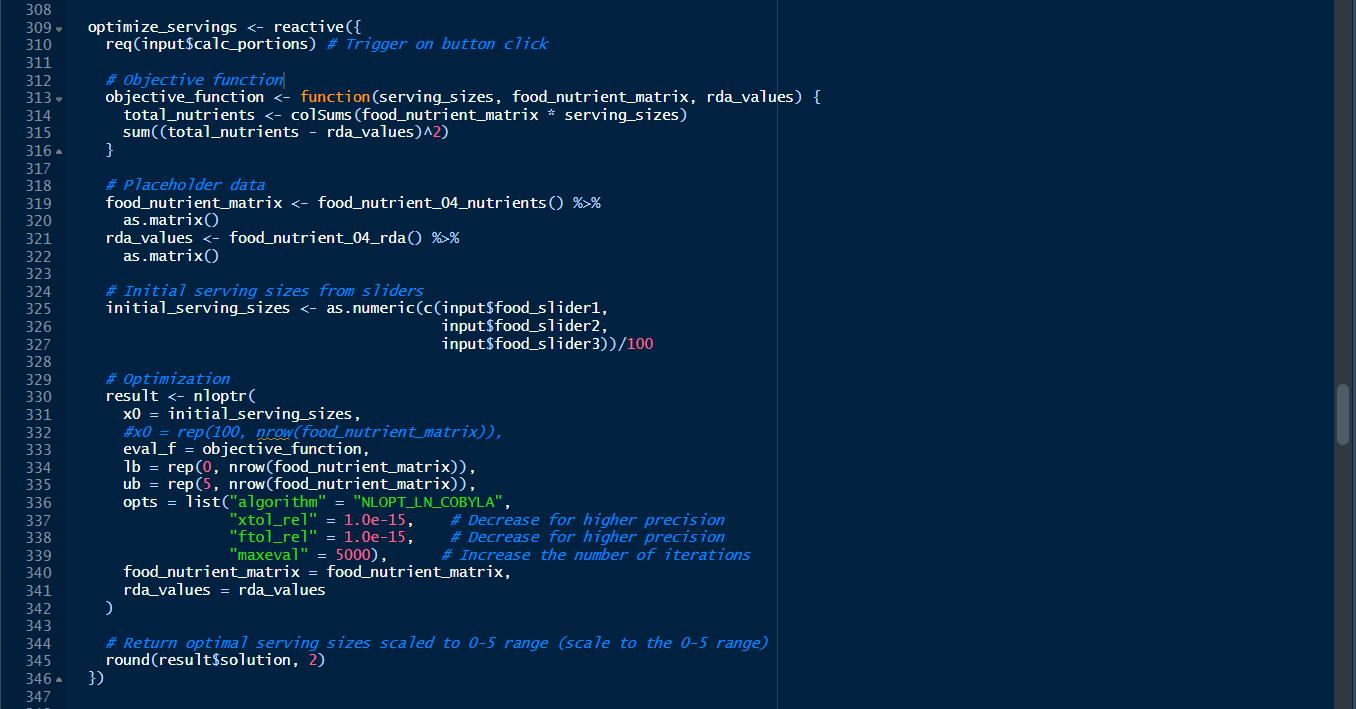 308
309 optimize_servings <- reactive({
310 req(input$calc_portions) # Trigger on button click
311
312 # Objective function
313 objective_function <- function(serving_sizes, food_nutrient_matrix, rda_values) {
314 total_nutrients <- colSums(food_nutrient_matrix * serving_sizes)
315 sum((total_nutrients - rda_values)^2)
316 }
317
318 # Placeholder data
319 food_nutrient_matrix <- food_nutrient_04_nutrients() %>%
320 as.matrix()
321 rda_values <- food_nutrient_04_rda() %>%
322 as.matrix()
323
324 # Initial serving sizes from sliders
325 initial_serving_sizes <- as.numeric(c(input$food_slider1,
326 input$food_slider2,
327 input$food_slider3))/100
328
329 # Optimization
330 result <- nloptr(
331 x0 = initial_serving_sizes,
332 #x0 = rep(100, nrow(food_nutrient_matrix)),
333 eval_f = objective_function,
334 lb = rep(0, nrow(food_nutrient_matrix)),
335 ub = rep(5, nrow(food_nutrient_matrix)),
336 opts = list("algorithm" = "NLOPT_LN_COBYLA",
337 "xtol_rel" = 1.0e-15, # Decrease for higher precision
338 "ftol_rel" = 1.0e-15, # Decrease for higher precision
339 "maxeval" = 5000), # Increase the number of iterations
340 food_nutrient_matrix = food_nutrient_matrix,
341 rda_values = rda_values
342 )
343
344 # Return optimal serving sizes scaled to 0-5 range (scale to the 0-5 range)
345 round(result$solution, 2)
346 })
347